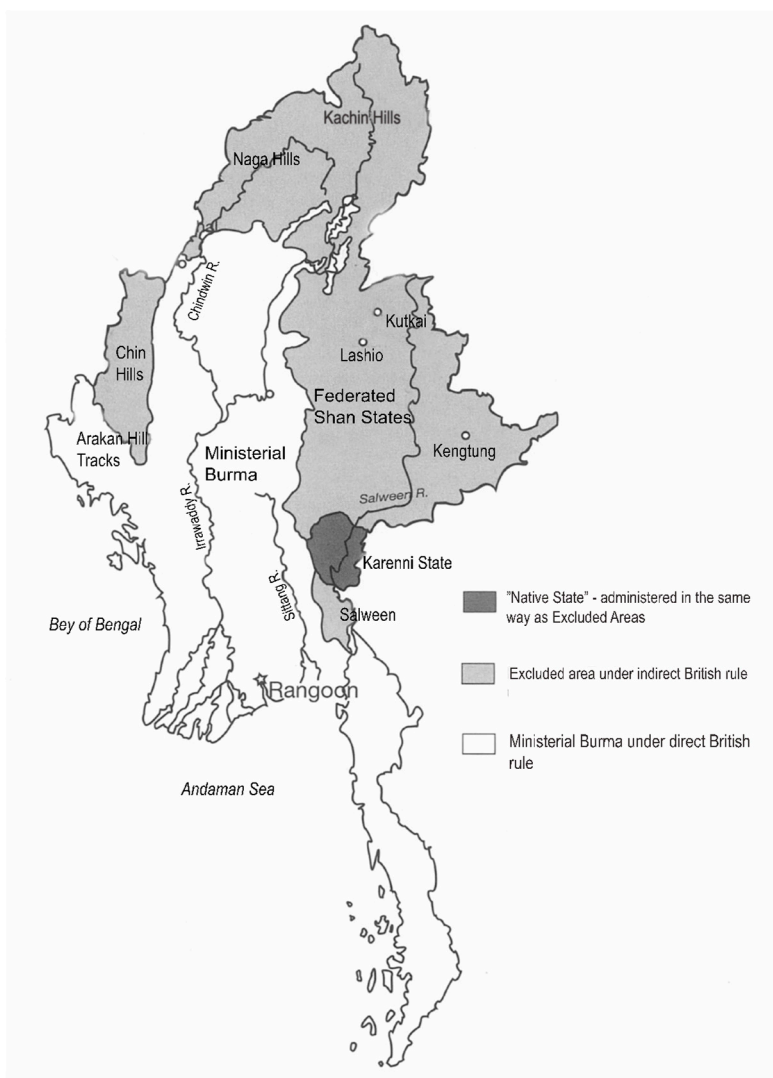 Kachin Hills
Naga Hills
Chindwin R.
Kutkai
Lashio
Chin
Hills
Federated
Shan States
Arakan Hill
Tracks
Ministerial
Burma
Kengtung
Salween R.
Irrawaddy R.
Karenni State
Sittang R.
Salween
Bey of Bengal
Rangoon
Andaman Sea
"Native State" - administered in the same
way as Excluded Areas
Excluded area under indirect British rule
Ministerial Burma under direct British
rule